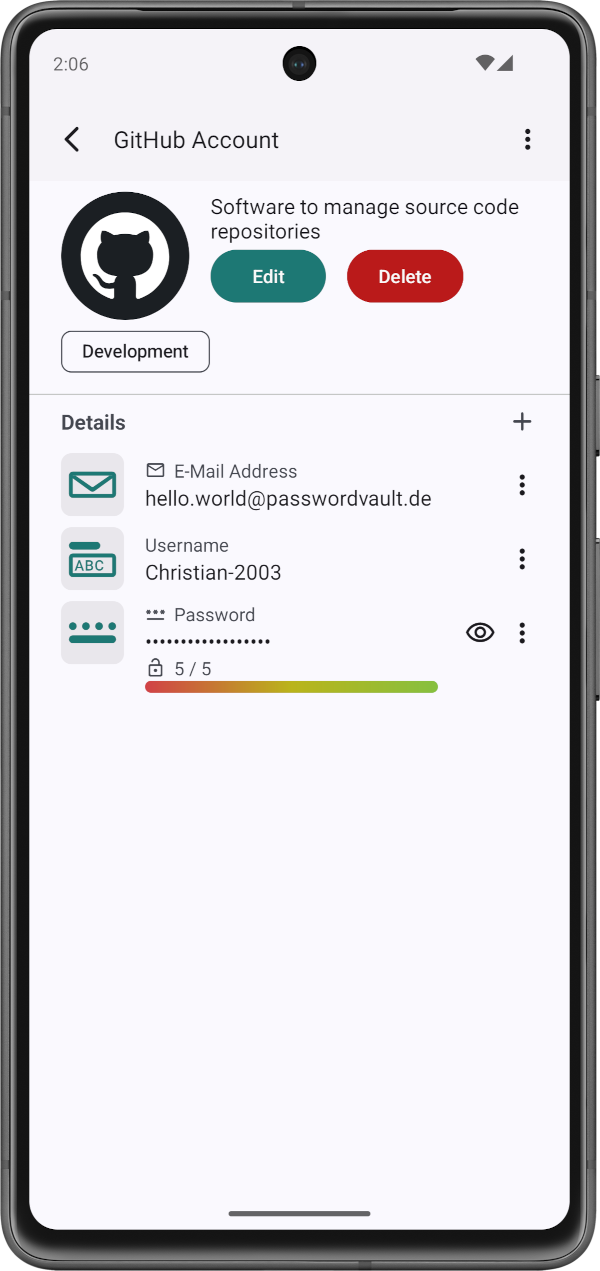 2:06
GitHub Account
Software to manage source code
repositories
Edit
Delete
Development
Details
E-Mail Address
hello.world@passwordvault.de
ABC
Username
Christian-2003
Password
••••••••••••••••••
5 / 5